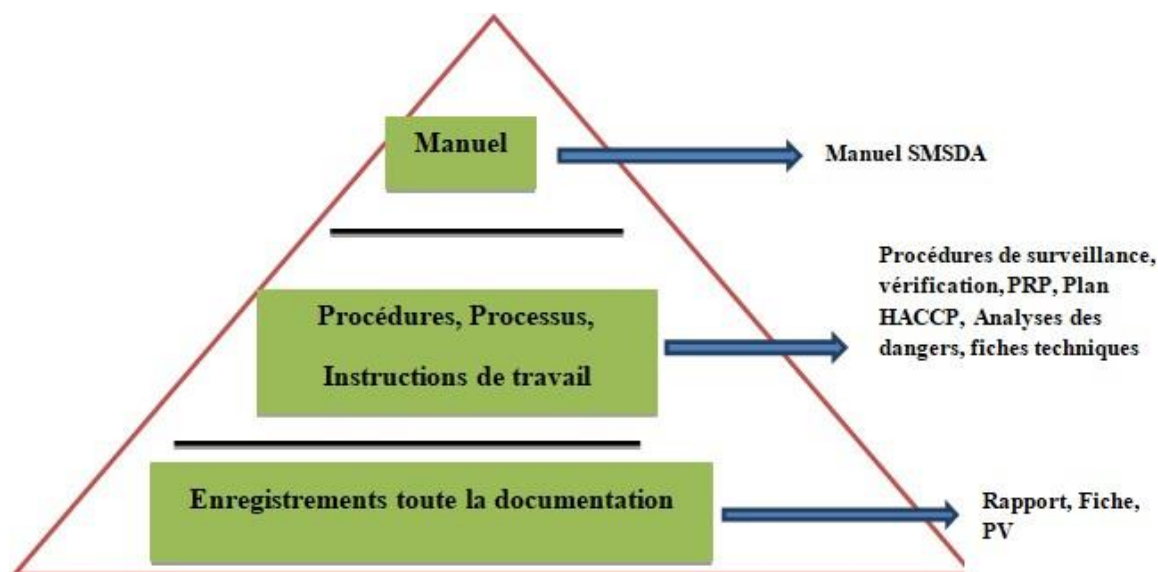 Manuel
Manuel SMSDA
Procédures, Processus,
Instructions de travail
Procédures de surveillance,
vérification, PRP, Plan
HACCP, Analyses des
dangers, fiches techniques
Enregistrements toute la documentation
Rapport, Fiche,
PV